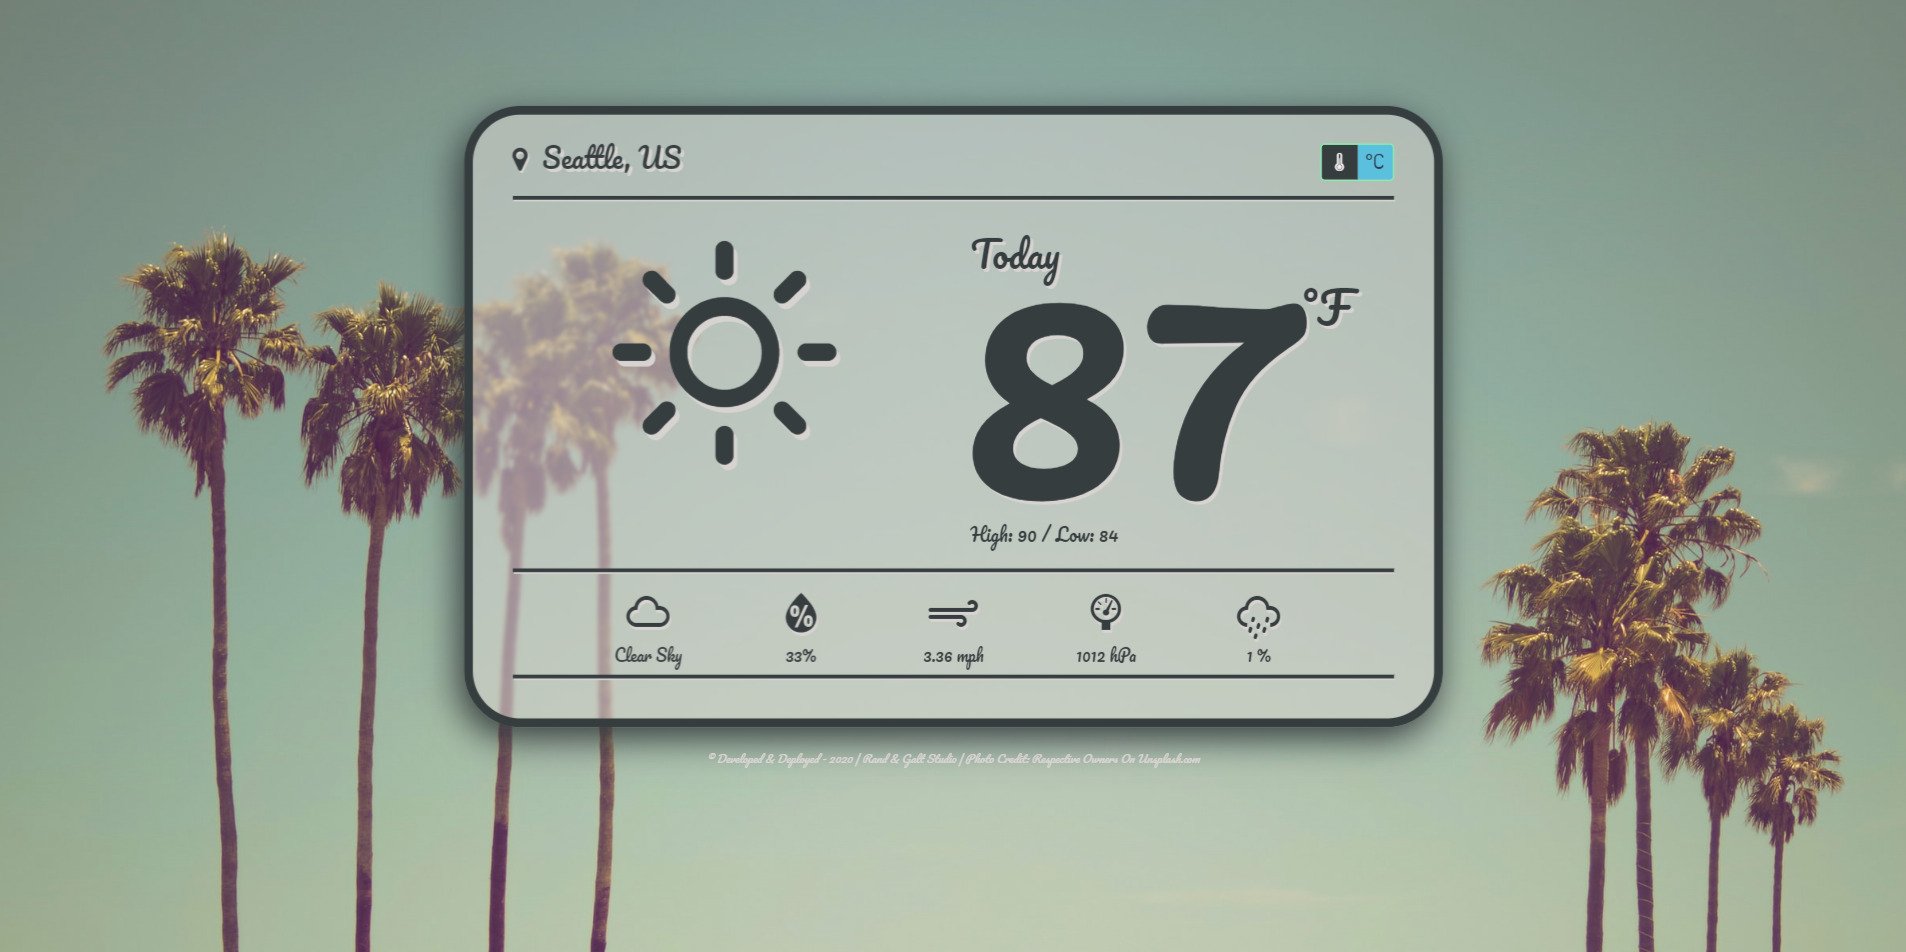 Seattle, US
°C
Today
87 °F
High: 90 / Low: 84
%
Clear Sky
33%
3.36 mph
1012 hPa
1 %
© Developed & Deployed - 2020 / Rand & Galt Studio / Photo Credit: Respective Owners On Unsplash.com